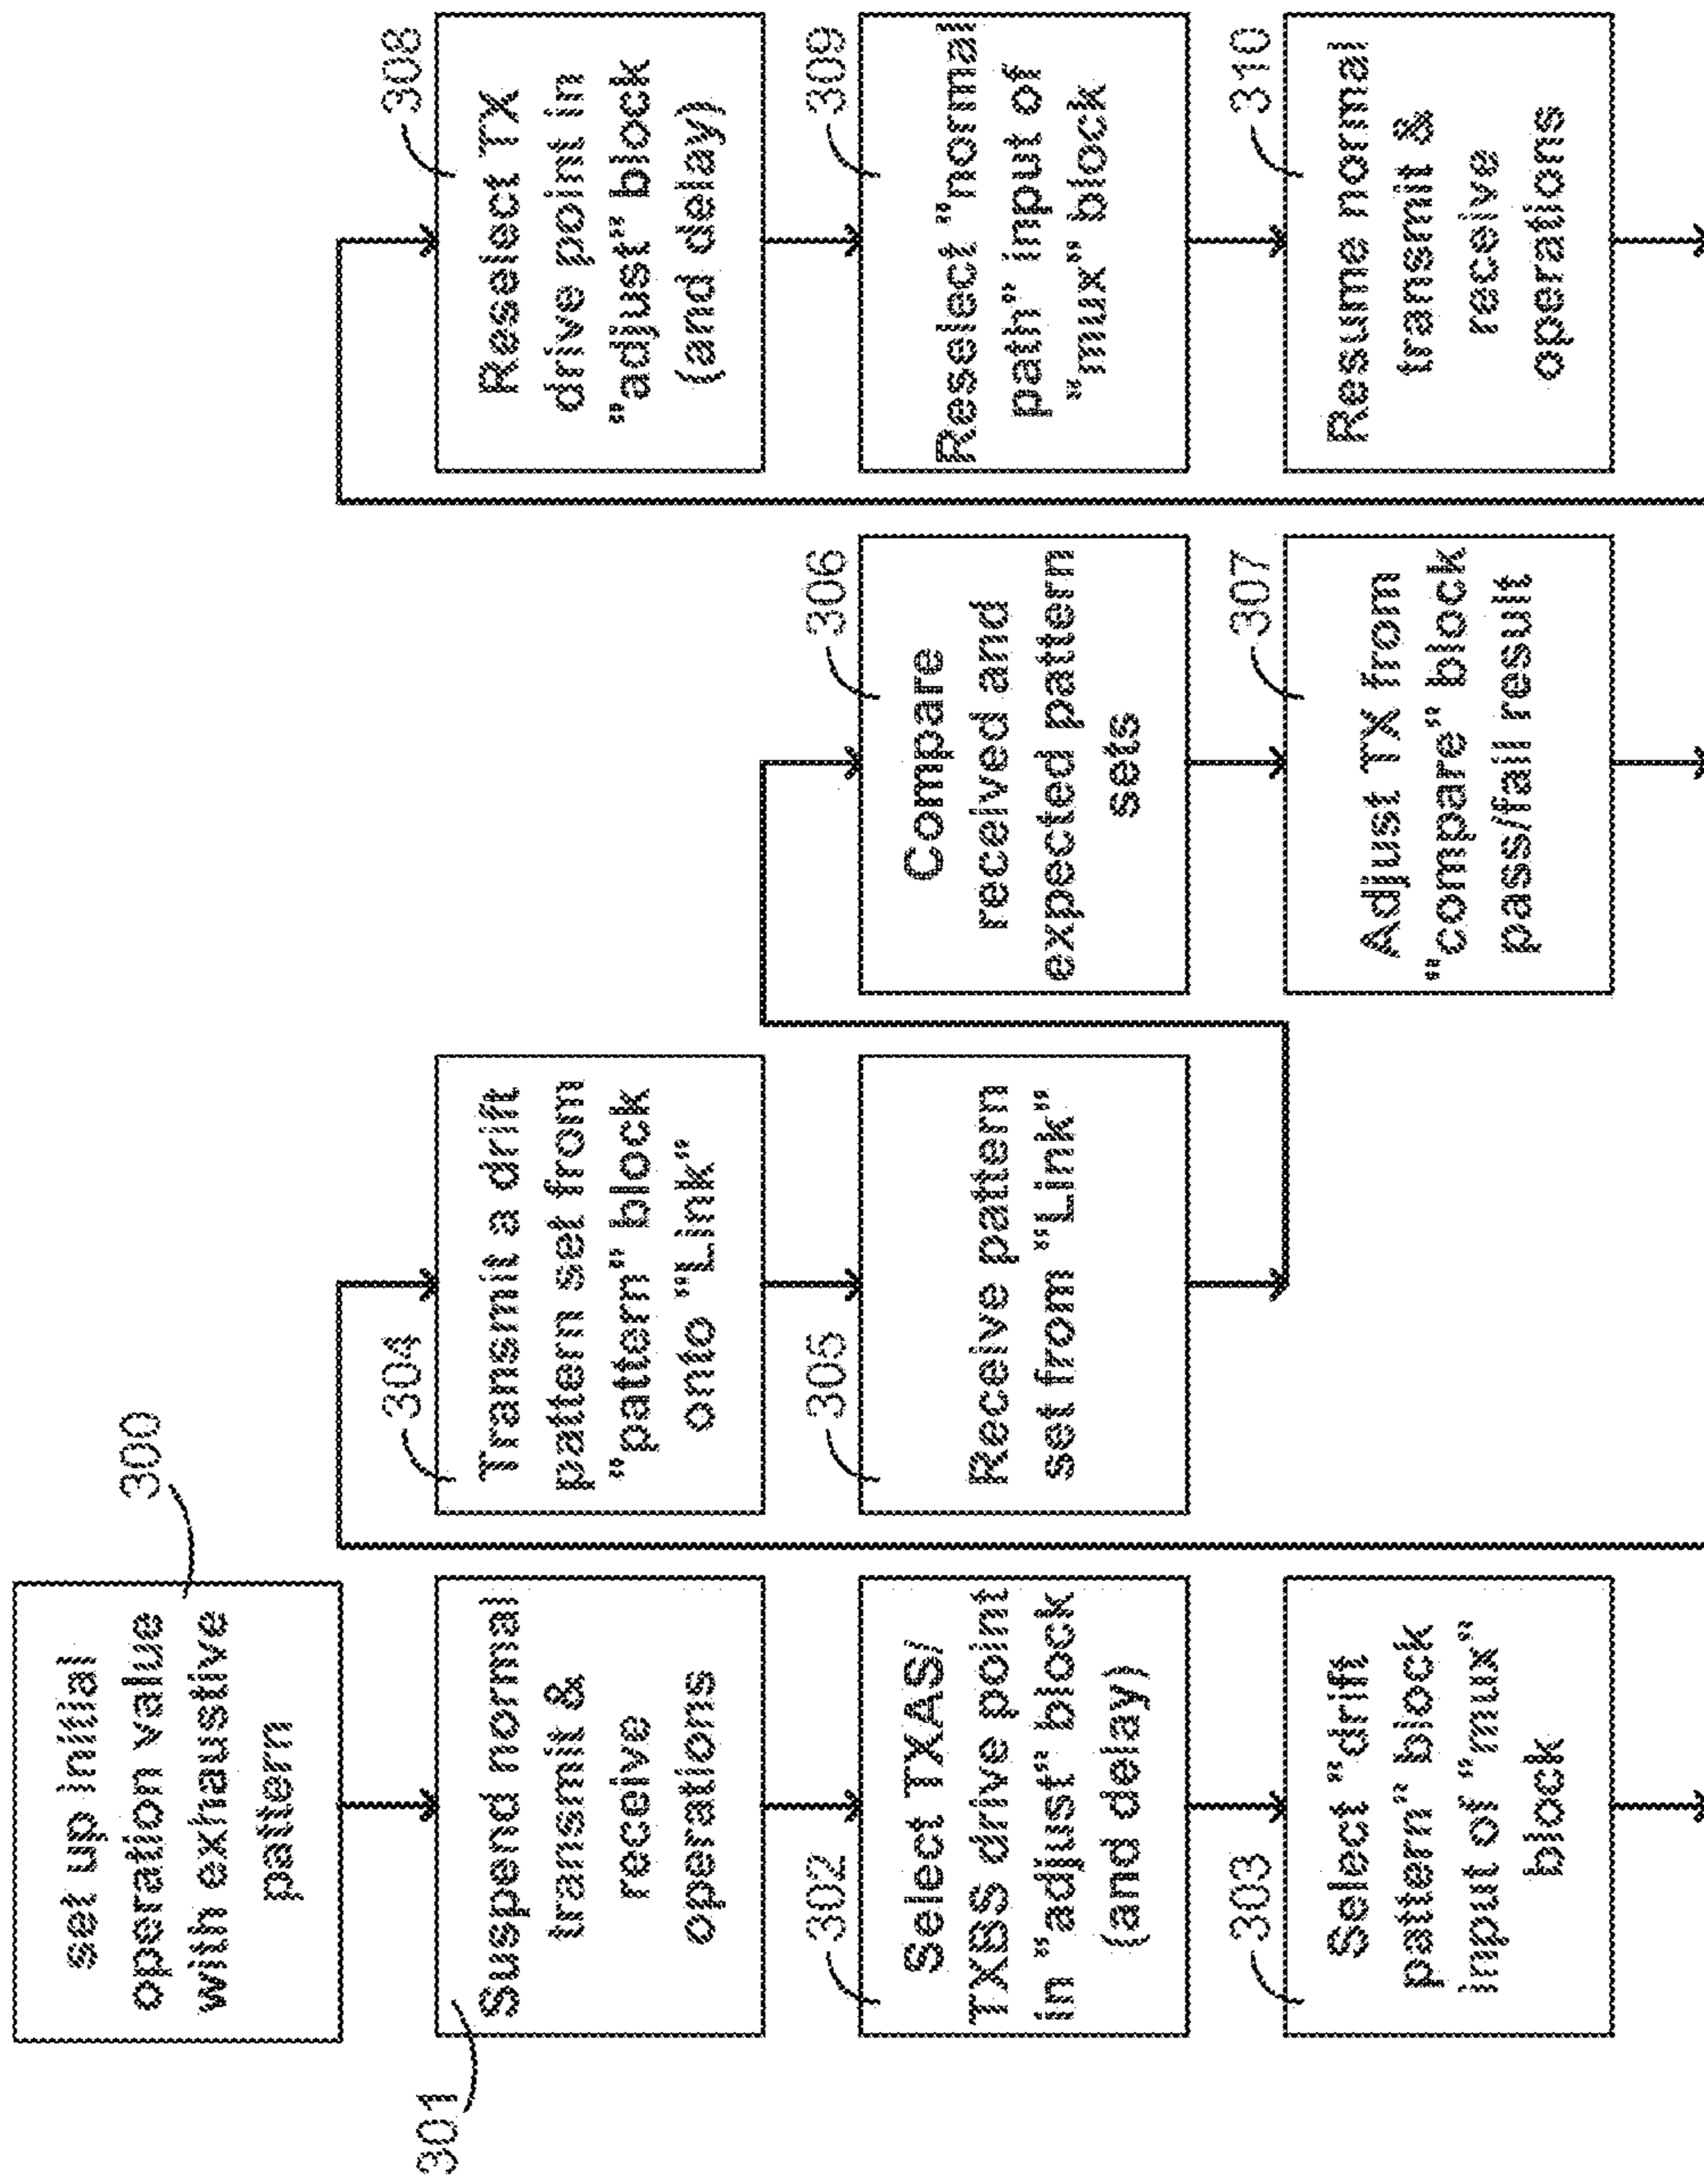 300
set up initial
operation value
with exhaustive
pattern
301
Suspend normal
transmit &
receive
operations
302
Select TXAS/
TXBS drive point
in "adjust" block
(and delay)
303
Select "drift
pattern" block
input of "mux"
block
304
Transmit a drift
pattern set from
"pattern" block
onto "Link"
305
Receive pattern
set from "Link"
306
Compare
received and
expected pattern
sets
307
Adjust TX from
"compare" block
pass/fail result
308
Reselect TX
drive point in
"adjust" block
(and delay)
309
Reselect "normal
path" input of
"mux" block
310
Resume normal
transmit &
receive
operations